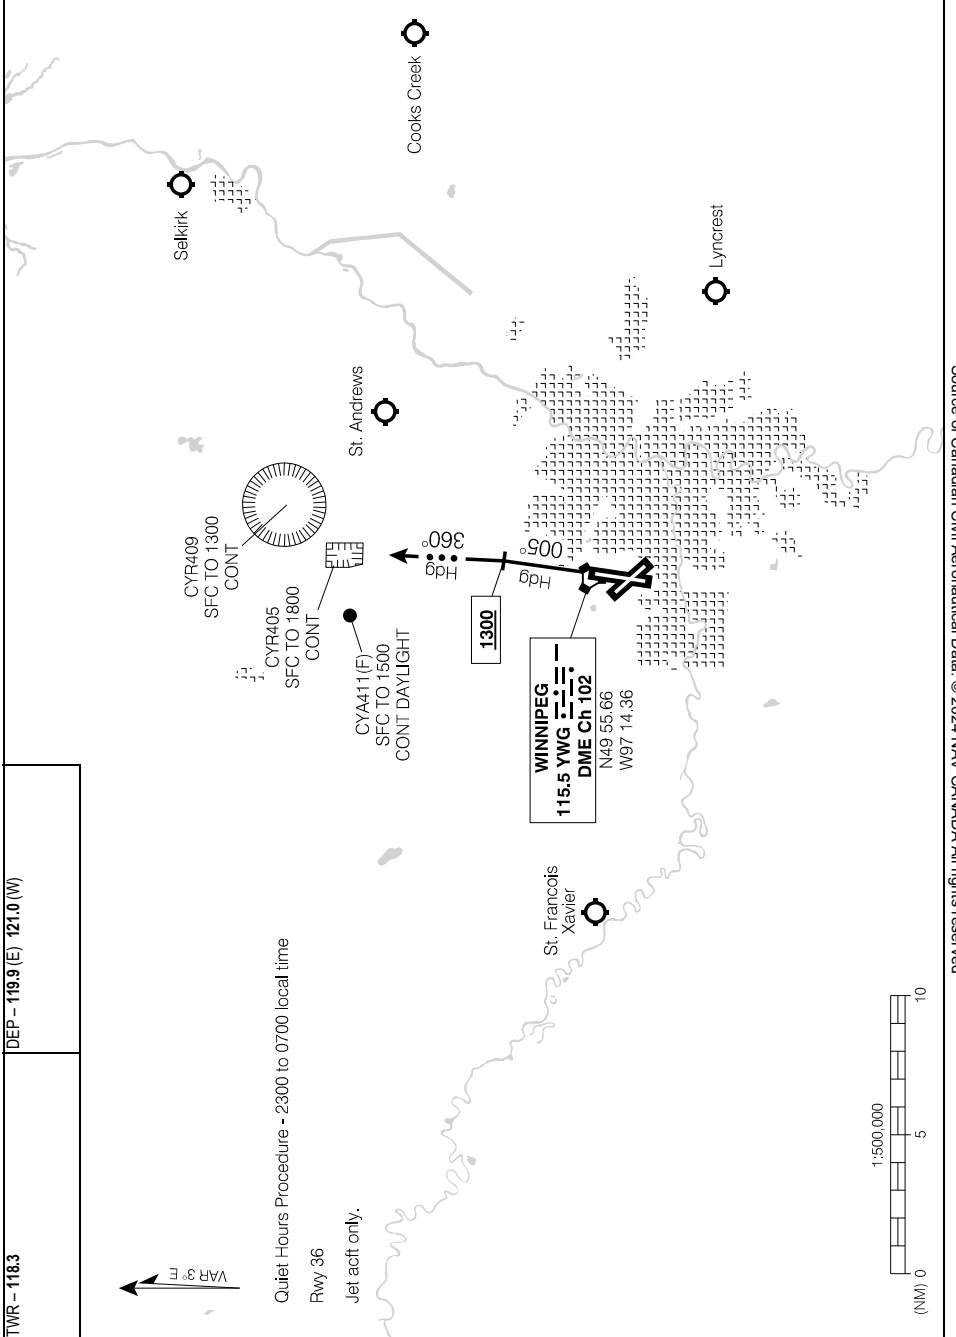 TWR – 118.3
DEP – 119.9 (E) 121.0 (W)
VAR 3° E
Quiet Hours Procedure - 2300 to 0700 local time
Rwy 36
Jet acft only.
Selkirk
Cooks Creek
St. Andrews
Lyncrest
St. Francois
Xavier
CYR409
SFC TO 1300
CONT
CYR405
SFC TO 1800
CONT
CYA411(F)
SFC TO 1500
CONT DAYLIGHT
Hdg 360°
1300
Hdg 005°
WINNIPEG
115.5 YWG
DME Ch 102
N49 55.66
W97 14.36
1:500,000
(NM) 0 5 10
Source of Canadian Civil Aeronautical Data: © 2024 NAV CANADA All rights reserved